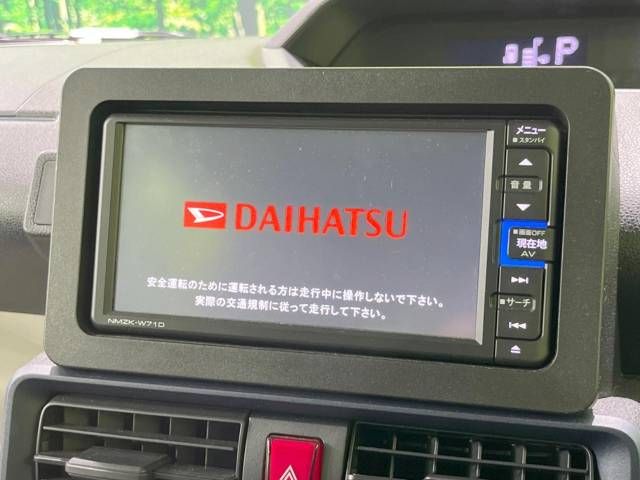 P
メニュー
■ スタンバイ
音量
DAIHATSU
■画面OFF
現在地
AV
安全運転のために運転される方は走行中に操作しないで下さい。
実際の交通規制に従って走行して下さい。
■サーチ
NMZK-W71D